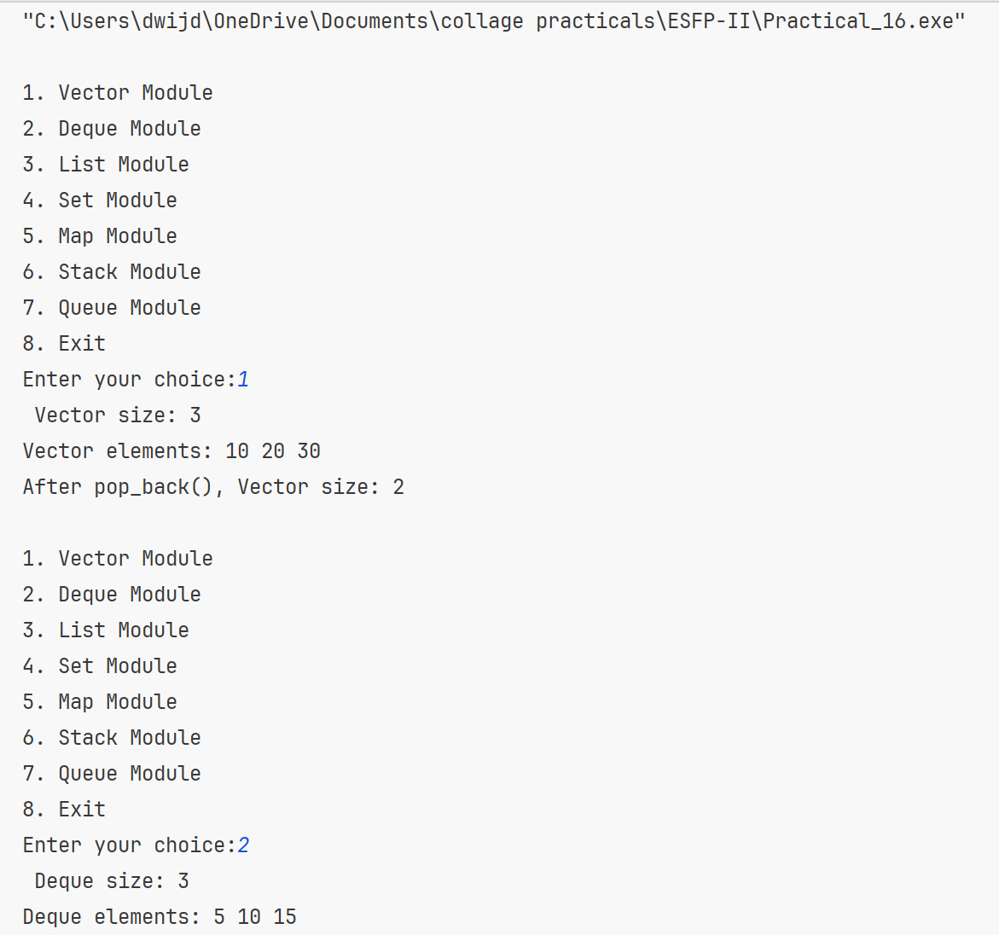 "C:\Users\dwijd\OneDrive\Documents\collage practicals\ESFP-II\Practical_16.exe"
1. Vector Module
2. Deque Module
3. List Module
4. Set Module
5. Map Module
6. Stack Module
7. Queue Module
8. Exit
Enter your choice:1
Vector size: 3
Vector elements: 10 20 30
After pop_back(), Vector size: 2
1. Vector Module
2. Deque Module
3. List Module
4. Set Module
5. Map Module
6. Stack Module
7. Queue Module
8. Exit
Enter your choice:2
Deque size: 3
Deque elements: 5 10 15